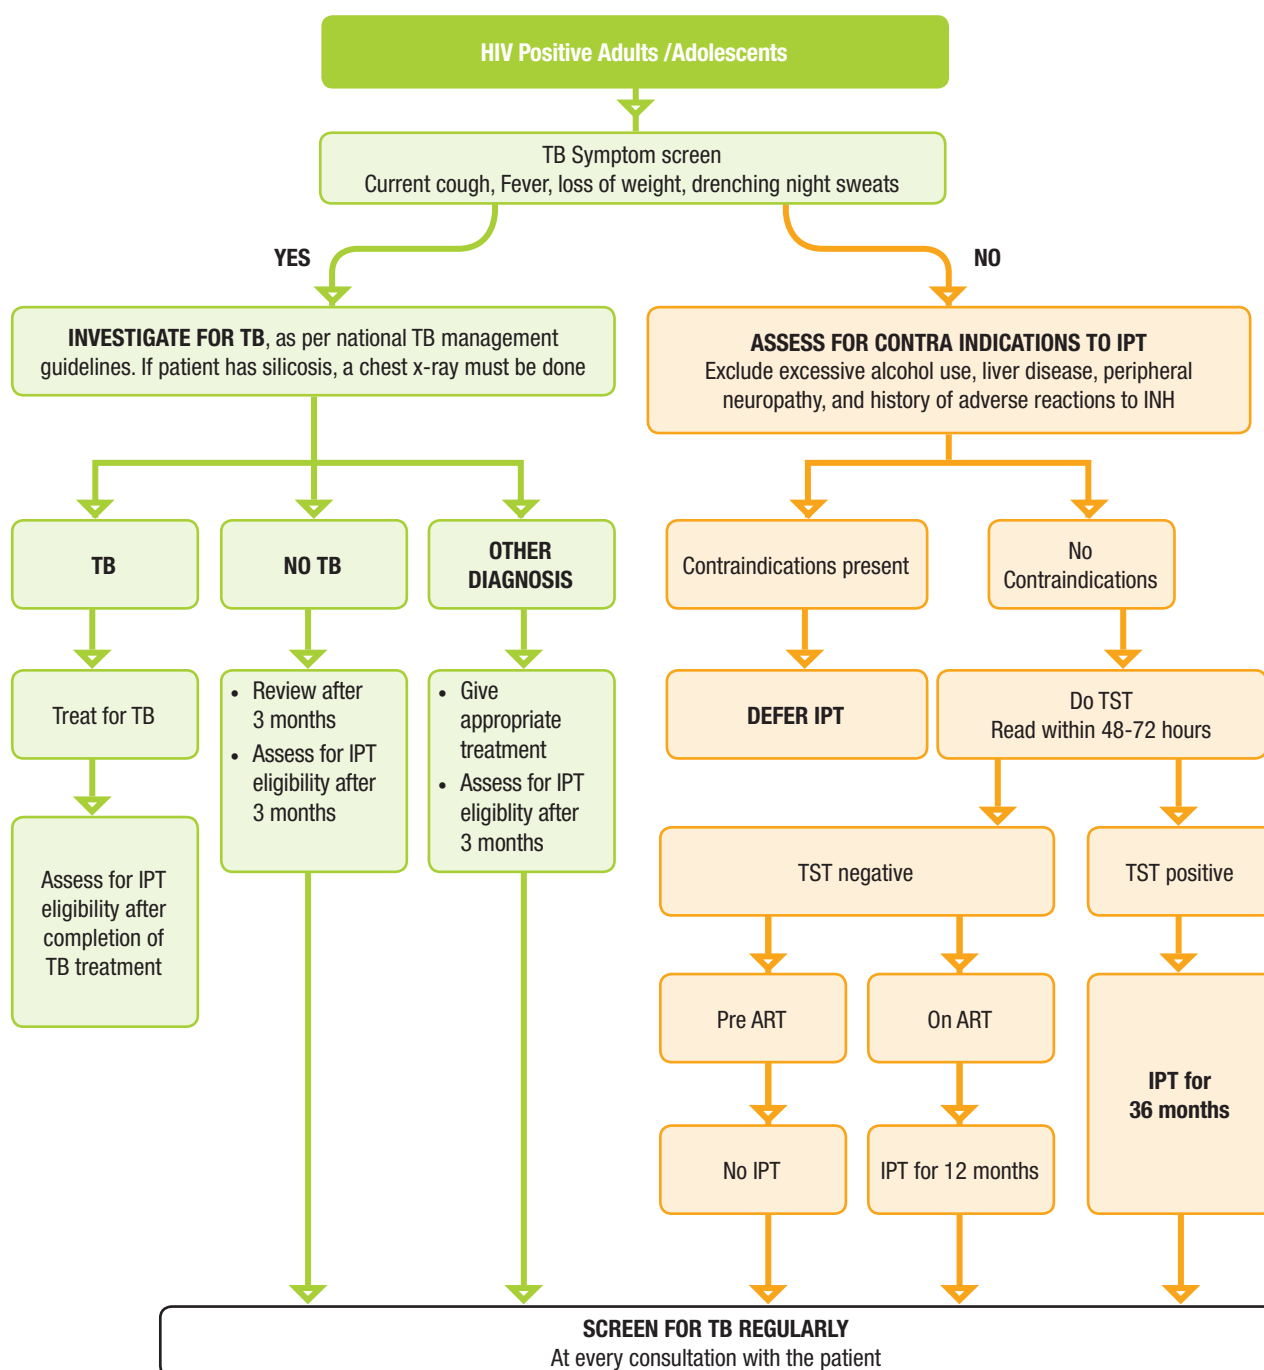 HIV Positive Adults /Adolescents
TB Symptom screen
Current cough, Fever, loss of weight, drenching night sweats
YES
NO
INVESTIGATE FOR TB, as per national TB management
guidelines. If patient has silicosis, a chest x-ray must be done
ASSESS FOR CONTRA INDICATIONS TO IPT
Exclude excessive alcohol use, liver disease, peripheral
neuropathy, and history of adverse reactions to INH
TB
NO TB
OTHER
DIAGNOSIS
Contraindications present
No
Contraindications
Treat for TB
• Review after
3 months
• Assess for IPT
eligibility after
3 months
• Give
appropriate
treatment
• Assess for IPT
eligiblity after
3 months
DEFER IPT
Do TST
Read within 48-72 hours
Assess for IPT
eligibility after
completion of
TB treatment
TST negative
TST positive
Pre ART
On ART
IPT for
36 months
No IPT
IPT for 12 months
SCREEN FOR TB REGULARLY
At every consultation with the patient